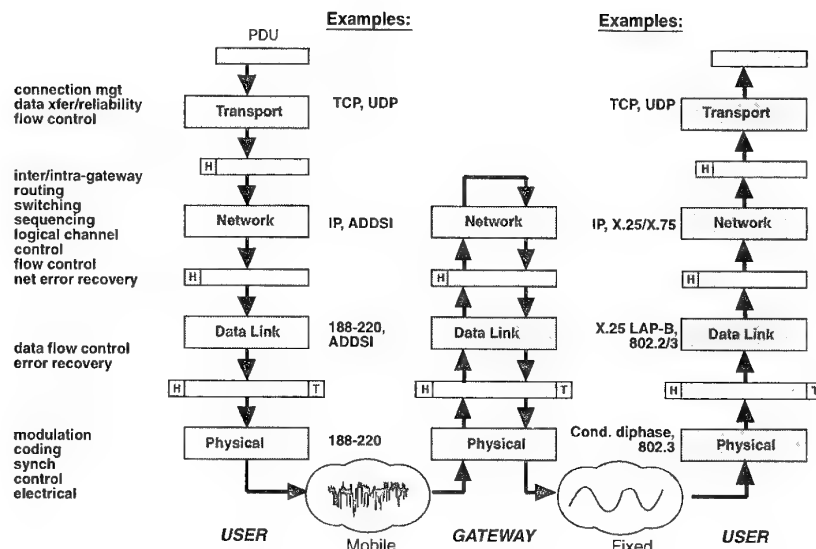 Examples:
Examples:
PDU
connection mgt
data xfer/reliability
flow control
Transport
TCP, UDP
TCP, UDP
Transport
H
H
inter/intra-gateway
routing
switching
sequencing
logical channel
control
flow control
net error recovery
Network
IP, ADDSI
Network
IP, X.25/X.75
Network
H
H
H
data flow control
error recovery
Data Link
188-220,
ADDSI
Data Link
X.25 LAP-B,
802.2/3
Data Link
H
T
H
T
H
T
modulation
coding
synch
control
electrical
Physical
188-220
Physical
Cond. diphase,
802.3
Physical
USER
Mobile
GATEWAY
Fixed
USER